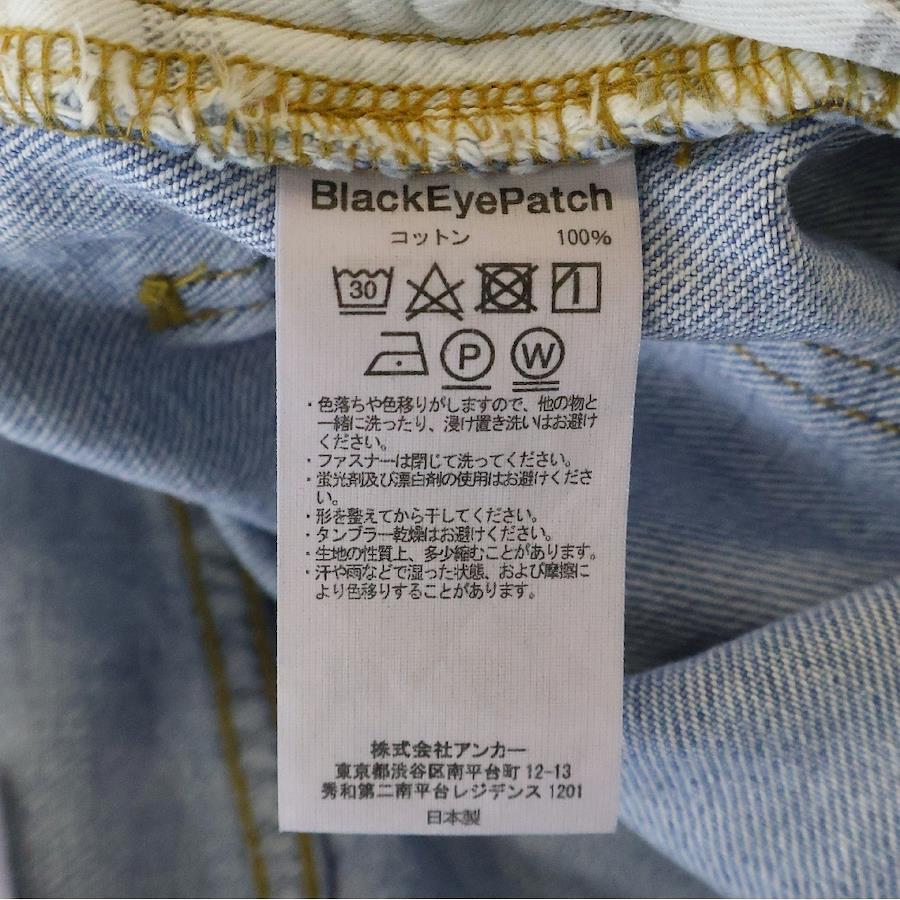 BlackEyePatch
コットン 100%
30
P W
・色落ちや色移りがしますので、他の物と
一緒に洗ったり、浸け置き洗いはお避け
ください。
・ファスナーは閉じて洗ってください。
・蛍光剤及び漂白剤の使用はお避けくださ
い。
・形を整えてから干してください。
・タンブラー乾燥はお避けください。
・生地の性質上、多少縮むことがあります。
・汗や雨などで湿った状態、および摩擦に
より色移りすることがあります。
株式会社アンカー
東京都渋谷区南平台町 12-13
秀和第二南平台レジデンス 1201
日本製